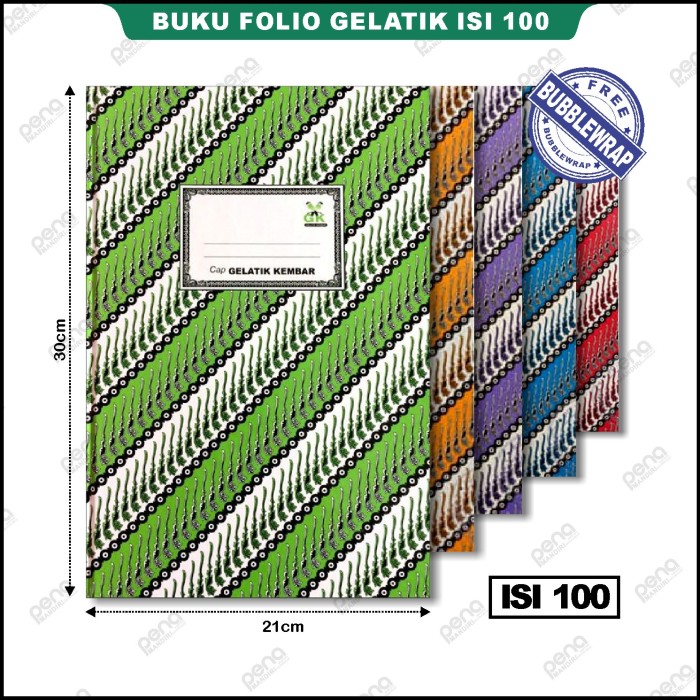 BUKU FOLIO GELATIK ISI 100
FREE
BUBBLEWRAP
BUBBLEWRAP
GK
Cap GELATIK KEMBAR
30cm
21cm
ISI 100
pena